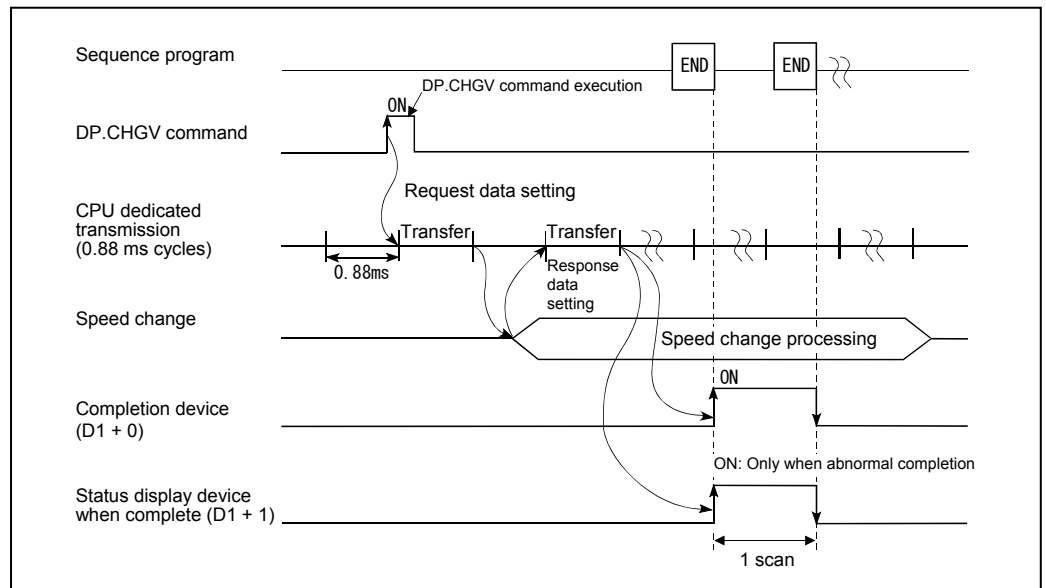 Sequence program
END
END
DP.CHGV command execution
ON
DP.CHGV command
Request data setting
CPU dedicated
transmission
(0.88 ms cycles)
Transfer
Transfer
0.88ms
Response
data
setting
Speed change
Speed change processing
ON
Completion device
(D1 + 0)
ON: Only when abnormal completion
Status display device
when complete (D1 + 1)
1 scan